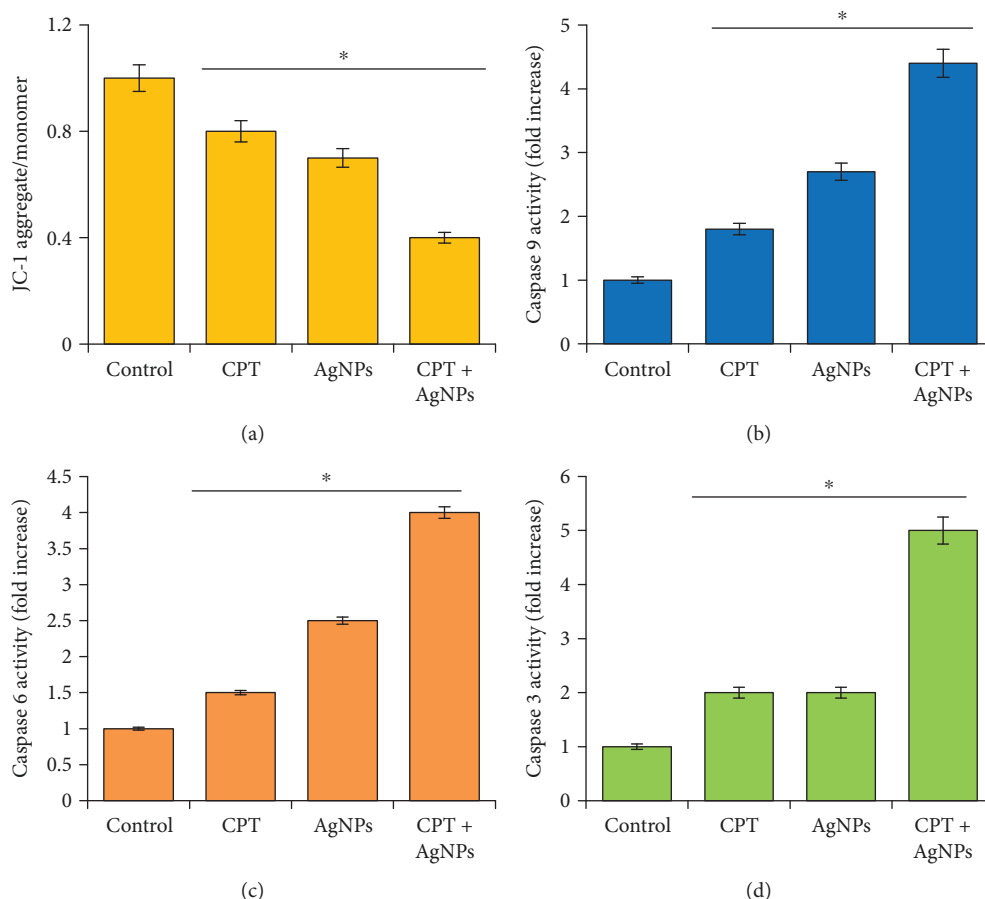 JC-1 aggregate/monomer
1.2
0.8
0.4
0
*
Control
CPT
AgNPs
CPT +
AgNPs
(a)
Caspase 9 activity (fold increase)
5
4
3
2
1
0
*
Control
CPT
AgNPs
CPT +
AgNPs
(b)
Caspase 6 activity (fold increase)
4.5
4
3.5
3
2.5
2
1.5
1
0.5
0
*
Control
CPT
AgNPs
CPT +
AgNPs
(c)
Caspase 3 activity (fold increase)
6
5
4
3
2
1
0
*
Control
CPT
AgNPs
CPT +
AgNPs
(d)